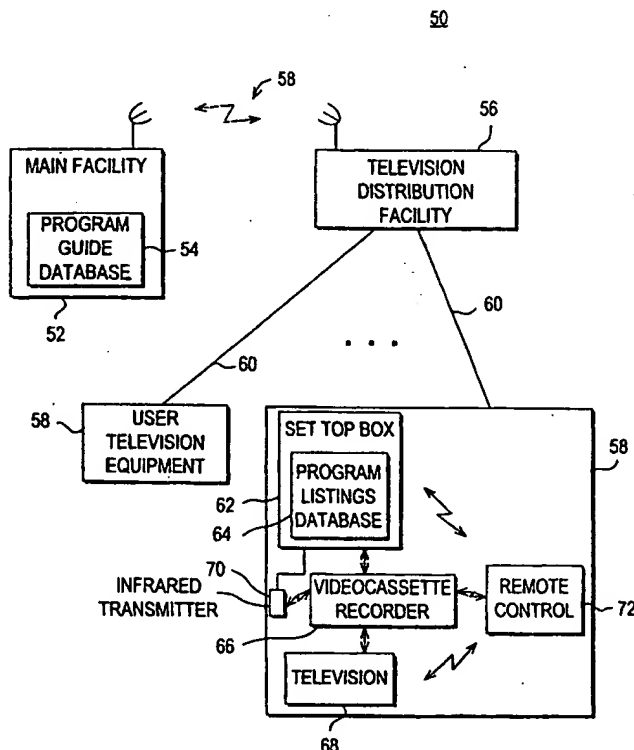 50
58
56
MAIN FACILITY
PROGRAM
GUIDE
DATABASE
54
52
TELEVISION
DISTRIBUTION
FACILITY
60
60
. . .
58
USER
TELEVISION
EQUIPMENT
58
SET TOP BOX
62
64
PROGRAM
LISTINGS
DATABASE
70
INFRARED
TRANSMITTER
VIDEOCASSETTE
RECORDER
66
REMOTE
CONTROL
72
TELEVISION
68